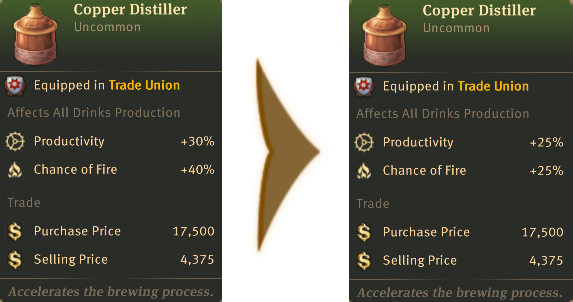 Copper Distiller
Uncommon
Equipped in Trade Union
Affects All Drinks Production
Productivity +30%
Chance of Fire +40%
Trade
Purchase Price 17,500
Selling Price 4,375
Accelerates the brewing process.
Copper Distiller
Uncommon
Equipped in Trade Union
Affects All Drinks Production
Productivity +25%
Chance of Fire +25%
Trade
Purchase Price 17,500
Selling Price 4,375
Accelerates the brewing process.